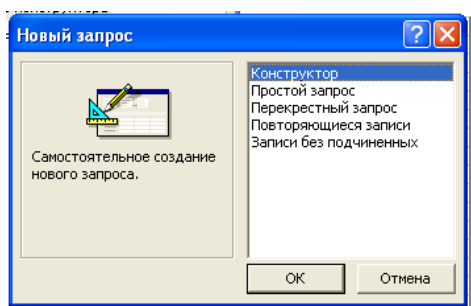 Новый запрос
Самостоятельное создание
нового запроса.
Конструктор
Простой запрос
Перекрестный запрос
Повторяющиеся записи
Записи без подчиненных
ОК
Отмена